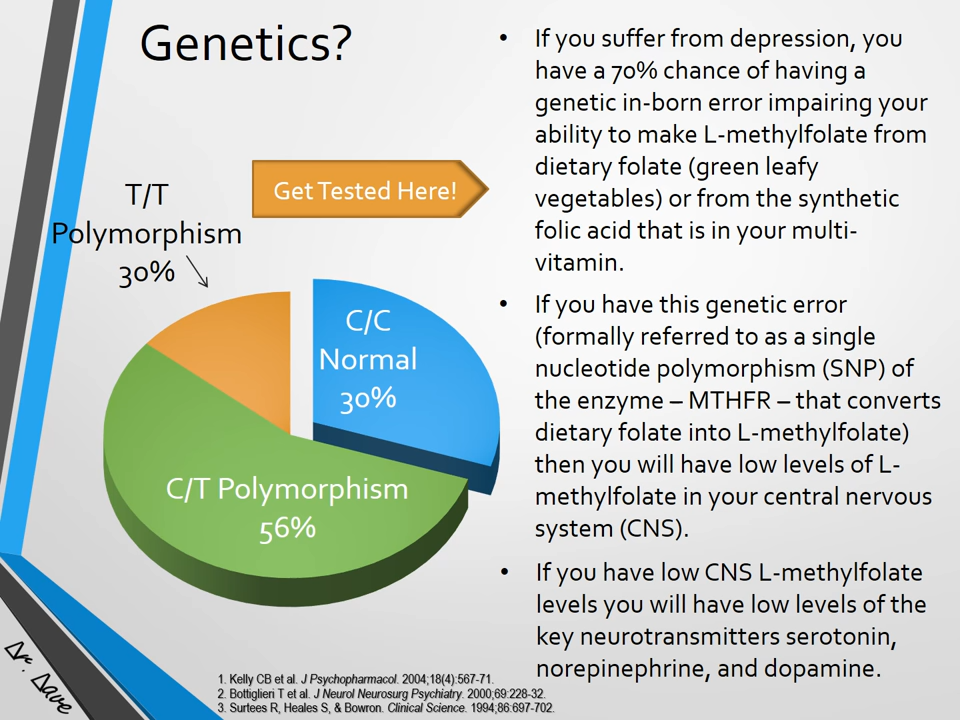 Genetics?
Get Tested Here!
T/T
Polymorphism
30%
C/C
Normal
30%
C/T Polymorphism
56%
• If you suffer from depression, you
have a 70% chance of having a
genetic in-born error impairing your
ability to make L-methylfolate from
dietary folate (green leafy
vegetables) or from the synthetic
folic acid that is in your multi-
vitamin.
• If you have this genetic error
(formally referred to as a single
nucleotide polymorphism (SNP) of
the enzyme – MTHFR – that converts
dietary folate into L-methylfolate)
then you will have low levels of L-
methylfolate in your central nervous
system (CNS).
• If you have low CNS L-methylfolate
levels you will have low levels of the
key neurotransmitters serotonin,
norepinephrine, and dopamine.
1. Kelly CB et al. J Psychopharmacol. 2004;18(4):567-71.
2. Bottiglieri T et al. J Neurol Neurosurg Psychiatry. 2000;69:228-32.
3. Surtees R, Heales S, & Bowron. Clinical Science. 1994;86:697-702.
Dr. Dave